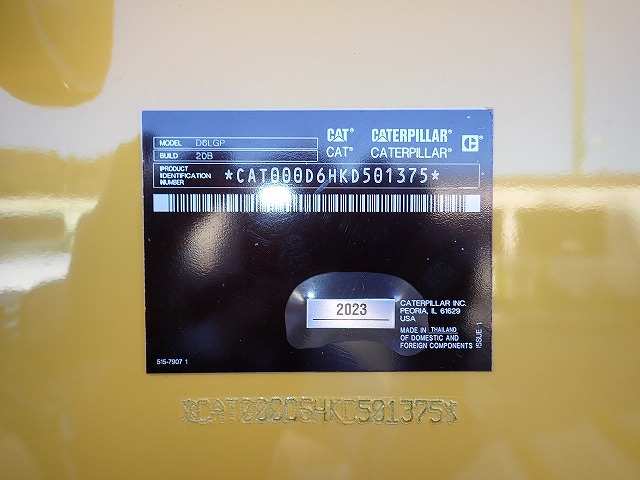 CAT® CATERPILLAR®
CAT® CATERPILLAR®
MODEL D6LGP
BUILD 20B
PRODUCT IDENTIFICATION NUMBER *CAT000D6HKD501375*
2023
CATERPILLAR INC.
PEORIA, IL 61629
USA
MADE IN THAILAND
OF DOMESTIC AND
FOREIGN COMPONENTS
ISSUE 1
515-7907 1
*CAT000D6HKD501375*